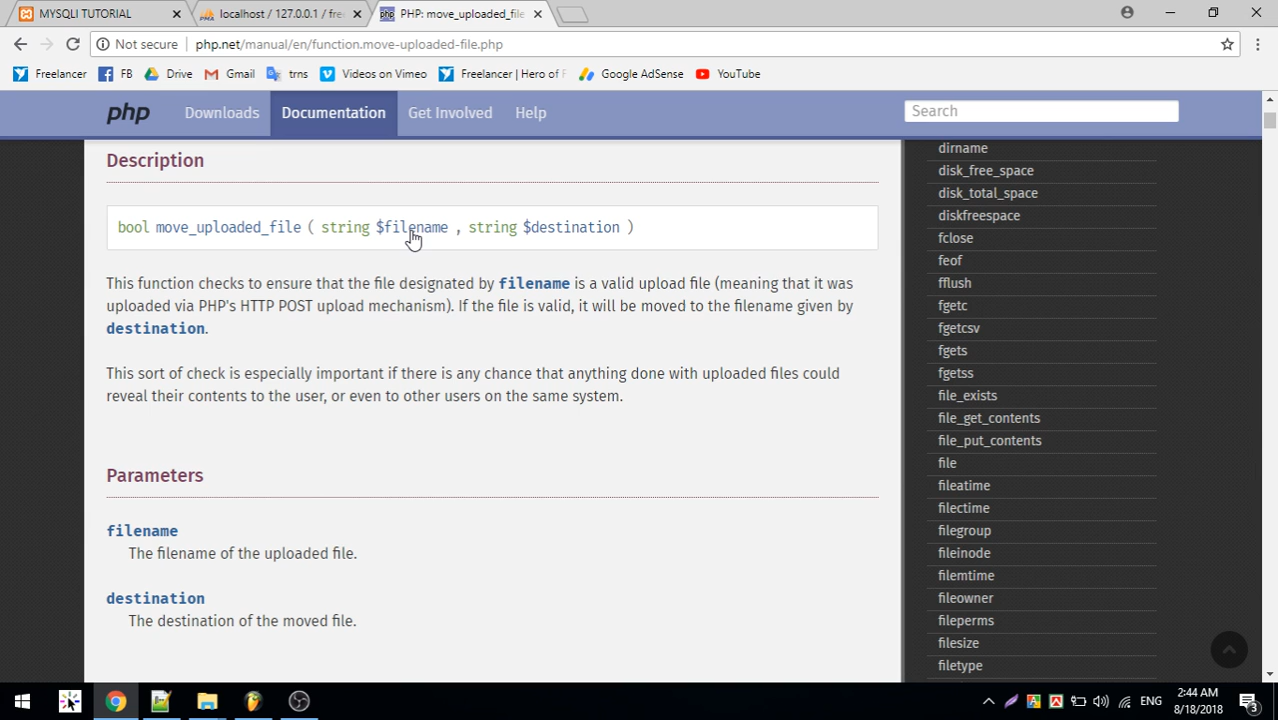 MYSQLI TUTORIAL
localhost / 127.0.0.1 / fre
PHP: move_uploaded_file
Not secure
php.net/manual/en/function.move-uploaded-file.php
Freelancer
FB
Drive
Gmail
trns
Videos on Vimeo
Freelancer | Hero of F
Google AdSense
YouTube
php
Downloads
Documentation
Get Involved
Help
Search
Description
bool move_uploaded_file ( string $filename , string $destination )
This function checks to ensure that the file designated by filename is a valid upload file (meaning that it was
uploaded via PHP's HTTP POST upload mechanism). If the file is valid, it will be moved to the filename given by
destination.
This sort of check is especially important if there is any chance that anything done with uploaded files could
reveal their contents to the user, or even to other users on the same system.
Parameters
filename
The filename of the uploaded file.
destination
The destination of the moved file.
dirname
disk_free_space
disk_total_space
diskfreespace
fclose
feof
fflush
fgetc
fgetcsv
fgets
fgetss
file_exists
file_get_contents
file_put_contents
file
fileatime
filectime
filegroup
fileinode
filemtime
fileowner
fileperms
filesize
filetype
ENG
2:44 AM
8/18/2018
3